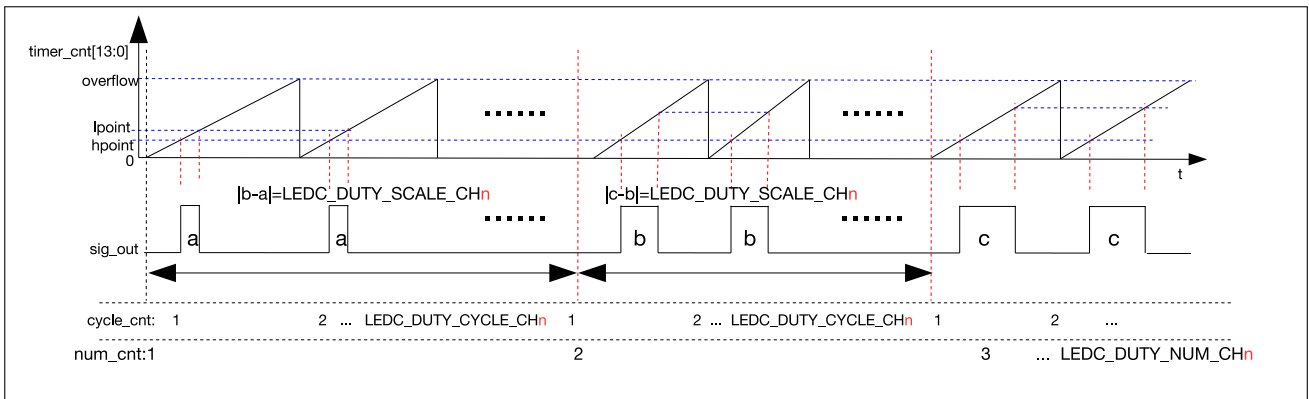 timer_cnt[13:0]
overflow
lpoint
hpoint
0
t
|b-a|=LEDC_DUTY_SCALE_CHn |c-b|=LEDC_DUTY_SCALE_CHn
sig_out a a b b c c
cycle_cnt: 1 2 ... LEDC_DUTY_CYCLE_CHn 1 2 ... LEDC_DUTY_CYCLE_CHn 1 2 ...
num_cnt:1 2 3 ... LEDC_DUTY_NUM_CHn